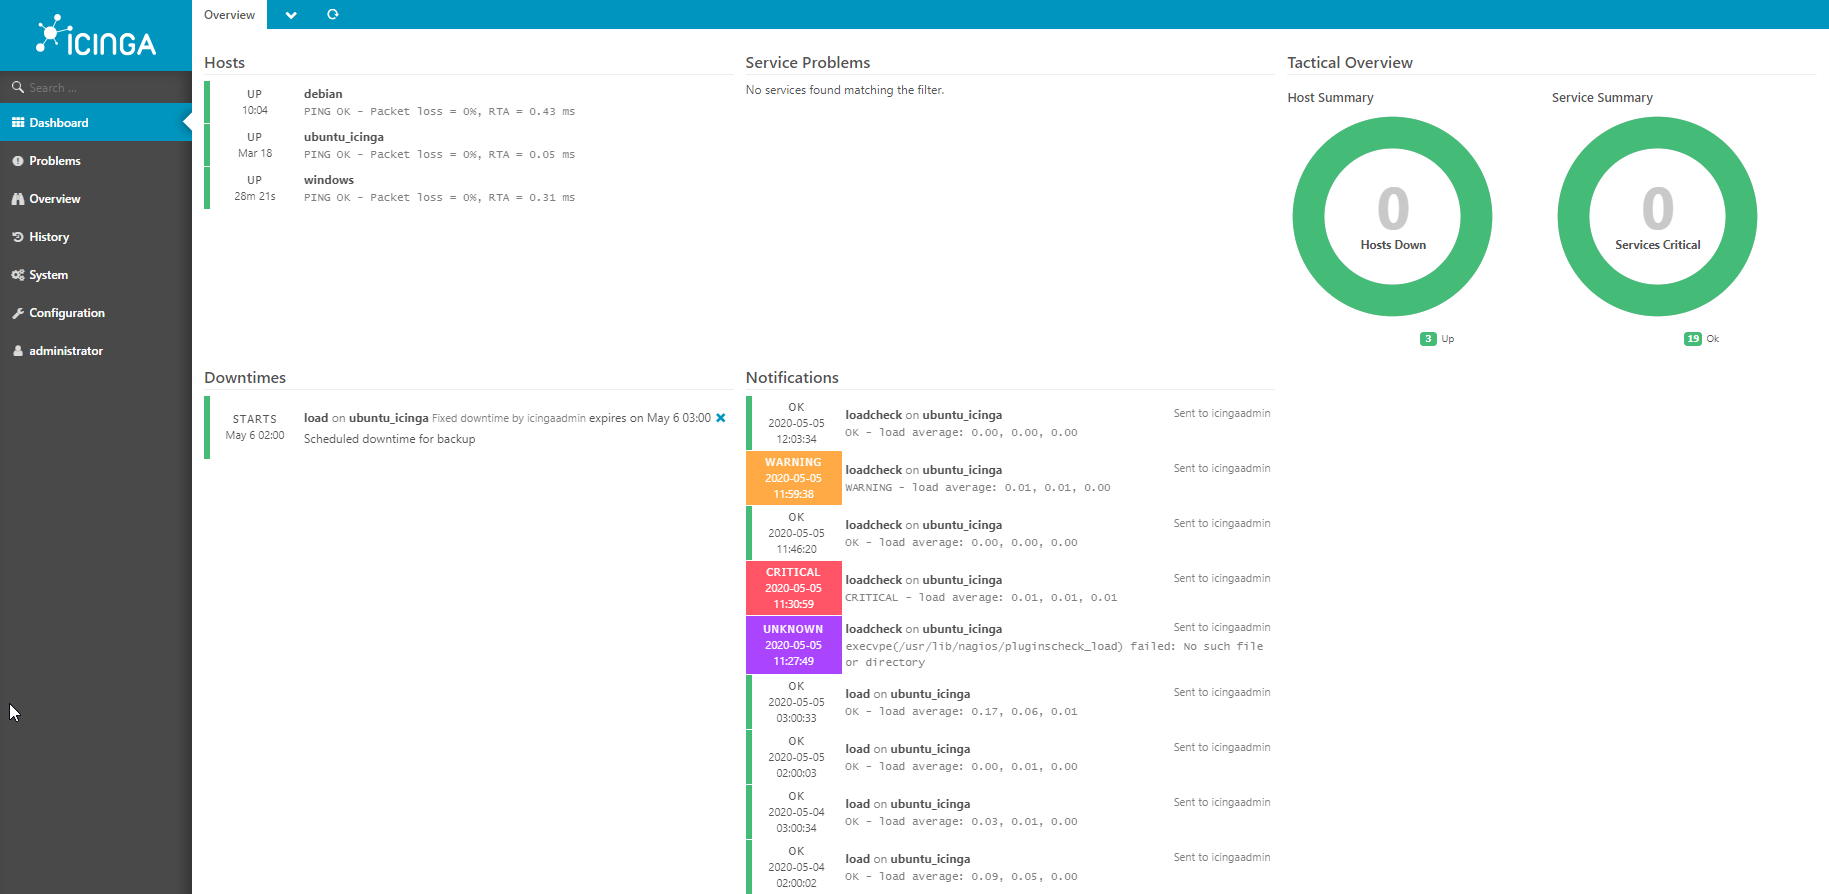 ICINGA
Search ...
Dashboard
Problems
Overview
History
System
Configuration
administrator
Overview
Hosts
UP
10:04
debian
PING OK - Packet loss = 0%, RTA = 0.43 ms
UP
Mar 18
ubuntu_icinga
PING OK - Packet loss = 0%, RTA = 0.05 ms
UP
28m 21s
windows
PING OK - Packet loss = 0%, RTA = 0.31 ms
Service Problems
No services found matching the filter.
Tactical Overview
Host Summary
0
Hosts Down
3 Up
Service Summary
0
Services Critical
19 Ok
Downtimes
STARTS
May 6 02:00
load on ubuntu_icinga Fixed downtime by icingaadmin expires on May 6 03:00
Scheduled downtime for backup
Notifications
OK
2020-05-05
12:03:34
loadcheck on ubuntu_icinga
OK - load average: 0.00, 0.00, 0.00
Sent to icingaadmin
WARNING
2020-05-05
11:59:38
loadcheck on ubuntu_icinga
WARNING - load average: 0.01, 0.01, 0.00
Sent to icingaadmin
OK
2020-05-05
11:46:20
loadcheck on ubuntu_icinga
OK - load average: 0.00, 0.00, 0.00
Sent to icingaadmin
CRITICAL
2020-05-05
11:30:59
loadcheck on ubuntu_icinga
CRITICAL - load average: 0.01, 0.01, 0.01
Sent to icingaadmin
UNKNOWN
2020-05-05
11:27:49
loadcheck on ubuntu_icinga
execvpe(/usr/lib/nagios/pluginscheck_load) failed: No such file
or directory
Sent to icingaadmin
OK
2020-05-05
03:00:33
load on ubuntu_icinga
OK - load average: 0.17, 0.06, 0.01
Sent to icingaadmin
OK
2020-05-05
02:00:03
load on ubuntu_icinga
OK - load average: 0.00, 0.01, 0.00
Sent to icingaadmin
OK
2020-05-04
03:00:34
load on ubuntu_icinga
OK - load average: 0.03, 0.01, 0.00
Sent to icingaadmin
OK
2020-05-04
02:00:02
load on ubuntu_icinga
OK - load average: 0.09, 0.05, 0.00
Sent to icingaadmin